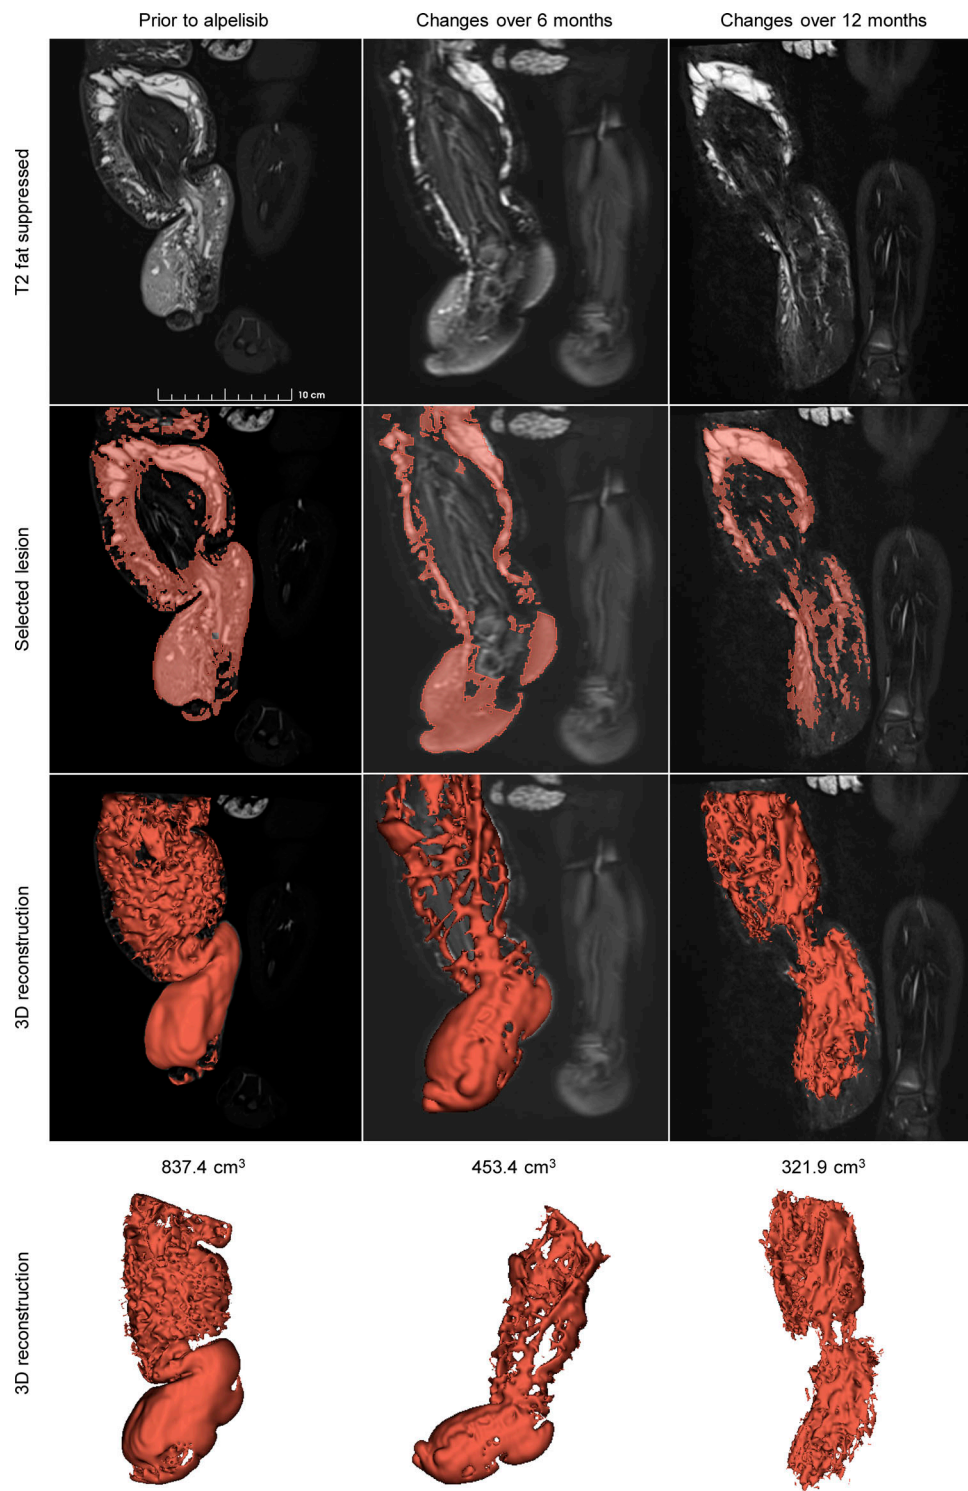 Prior to alpelisib
Changes over 6 months
Changes over 12 months
T2 fat suppressed
10 cm
Selected lesion
3D reconstruction
837.4 cm³
453.4 cm³
321.9 cm³
3D reconstruction